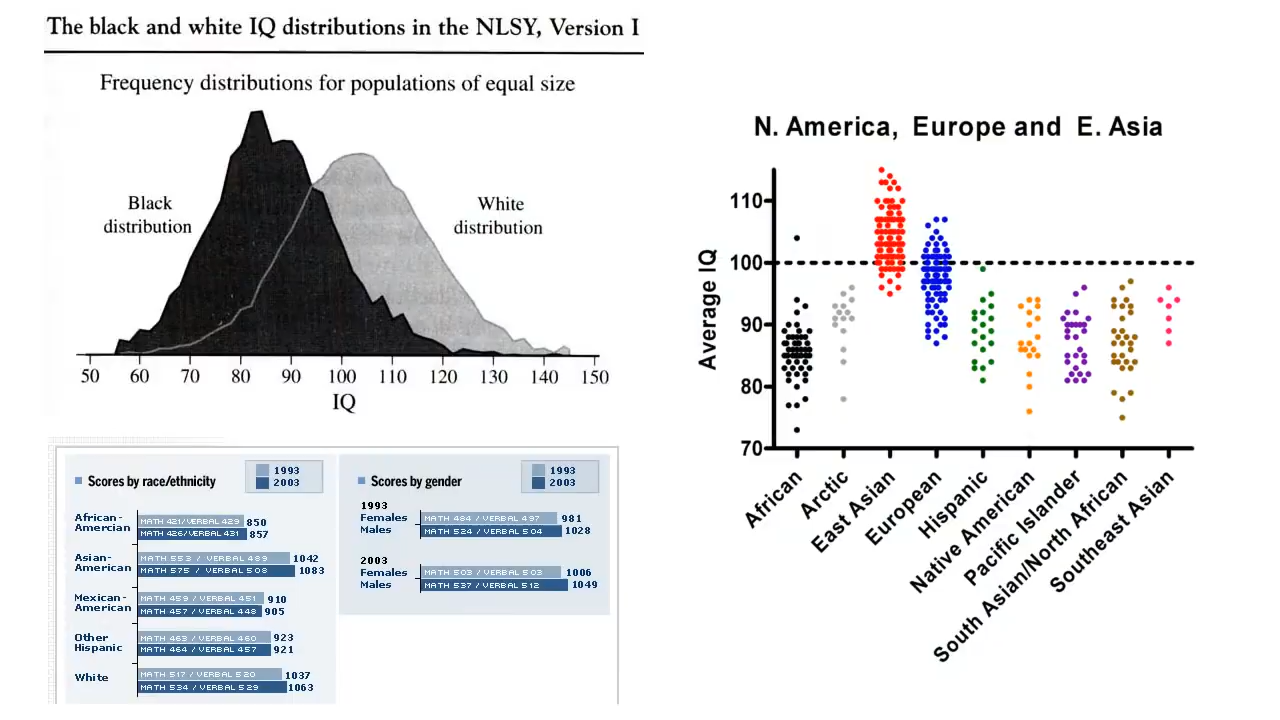 The black and white IQ distributions in the NLSY, Version I
Frequency distributions for populations of equal size
Black
distribution
White
distribution
50 60 70 80 90 100 110 120 130 140 150
IQ
N. America, Europe and E. Asia
Average IQ
110
100
90
80
70
African
Arctic
East Asian
European
Hispanic
Native American
Pacific Islander
South Asian/North African
Southeast Asian
Scores by race/ethnicity
1993
2003
African-
Amercian
MATH 421/VERBAL 429 850
MATH 426/VERBAL 431 857
Asian-
American
MATH 553 / VERBAL 489 1042
MATH 575 / VERBAL 508 1083
Mexican-
American
MATH 459 / VERBAL 451 910
MATH 457 / VERBAL 448 905
Other
Hispanic
MATH 463 / VERBAL 460 923
MATH 464 / VERBAL 457 921
White
MATH 517 / VERBAL 520 1037
MATH 534 / VERBAL 529 1063
Scores by gender
1993
2003
1993
Females MATH 484 / VERBAL 497 981
Males MATH 524 / VERBAL 504 1028
2003
Females MATH 503 / VERBAL 503 1006
Males MATH 537 / VERBAL 512 1049